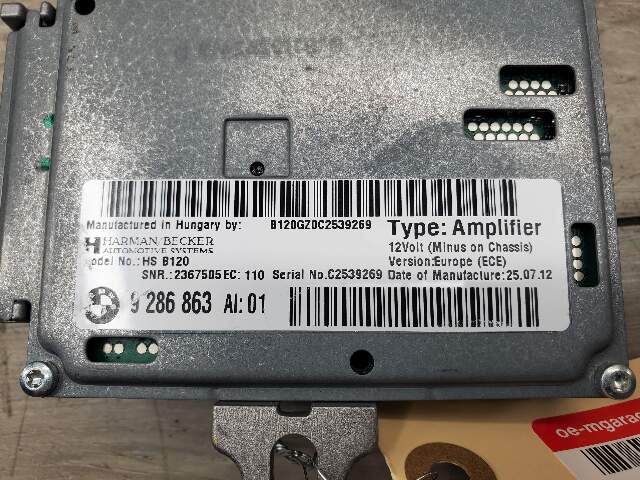 Manufactured in Hungary by:
B120GZ0C2539269
Type: Amplifier
HARMAN/BECKER
AUTOMOTIVE SYSTEMS
12Volt (Minus on Chassis)
odel No.: HS B120
Version:Europe (ECE)
SNR.:2367505 EC: 110 Serial No.C2539269 Date of Manufacture:25.07.12
BMW
9 286 863 AI: 01
oe-mgarag